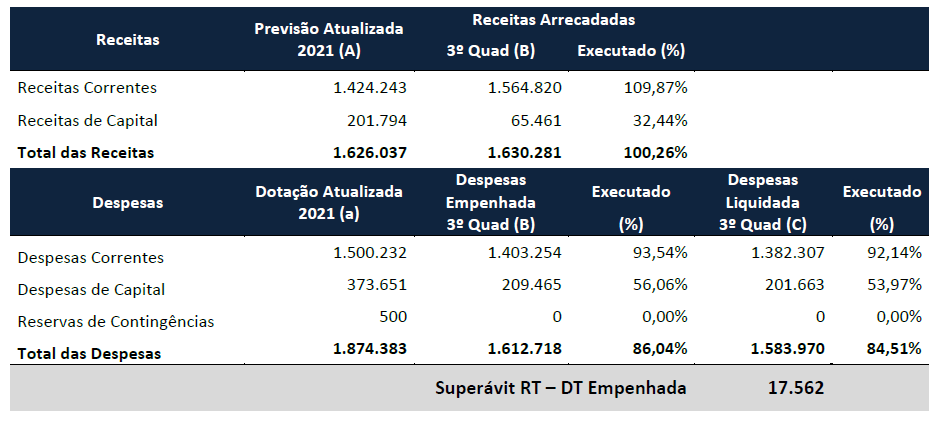 Receitas Previsão Atualizada 2021 (A) Receitas Arrecadadas
3º Quad (B) Executado (%)
Receitas Correntes 1.424.243 1.564.820 109,87%
Receitas de Capital 201.794 65.461 32,44%
Total das Receitas 1.626.037 1.630.281 100,26%
Despesas Dotação Atualizada 2021 (a) Despesas Empenhada 3º Quad (B) Executado (%) Despesas Liquidada 3º Quad (C) Executado (%)
Despesas Correntes 1.500.232 1.403.254 93,54% 1.382.307 92,14%
Despesas de Capital 373.651 209.465 56,06% 201.663 53,97%
Reservas de Contingências 500 0 0,00% 0 0,00%
Total das Despesas 1.874.383 1.612.718 86,04% 1.583.970 84,51%
Superávit RT – DT Empenhada 17.562